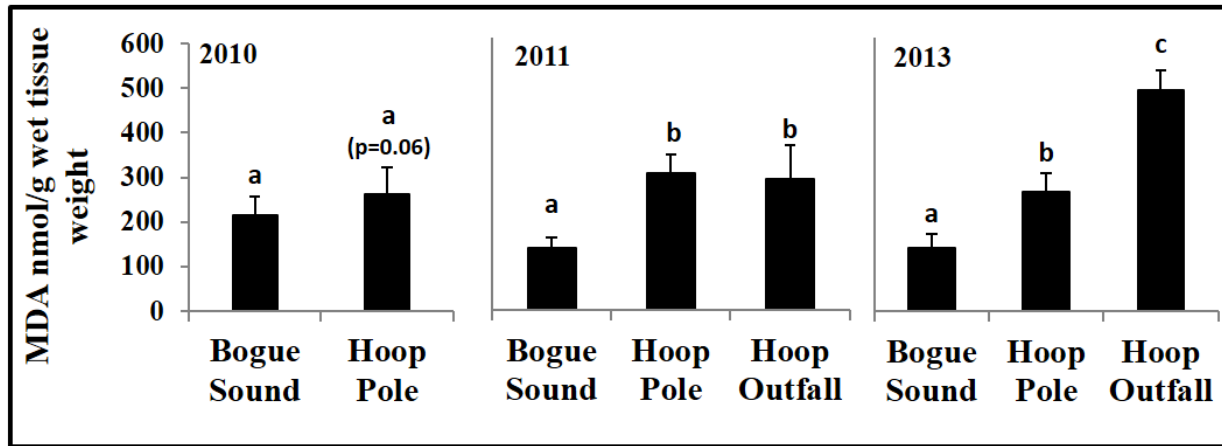 MDA nmol/g wet tissue
weight
600
500
400
300
200
100
0
2010
a
a
(p=0.06)
Bogue
Sound
Hoop
Pole
2011
a
b
b
Bogue
Sound
Hoop
Pole
Hoop
Outfall
2013
a
b
c
Bogue
Sound
Hoop
Pole
Hoop
Outfall